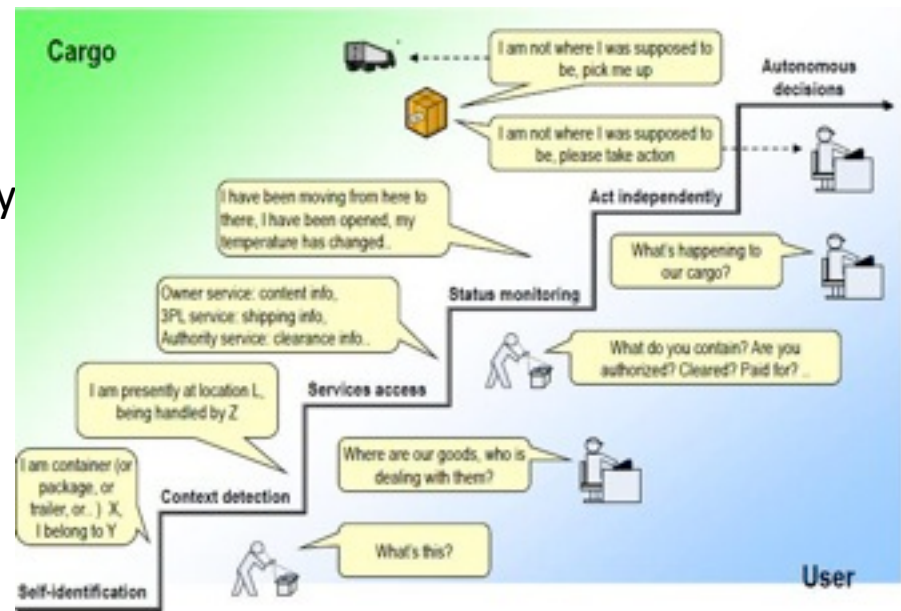 Cargo
I am not where I was supposed to
be, pick me up
Autonomous
decisions
I am not where I was supposed to
be, please take action
y
I have been moving from here to
there, I have been opened, my
temperature has changed..
Act independently
What's happening to
our cargo?
Owner service: content info,
3PL service: shipping info,
Authority service: clearance info..
Status monitoring
What do you contain? Are you
authorized? Cleared? Paid for? ..
I am presently at location L,
being handled by Z
Services access
Where are our goods, who is
dealing with them?
I am container (or
package, or
trailer, or.. ) X,
I belong to Y
Context detection
What's this?
User
Self-identification